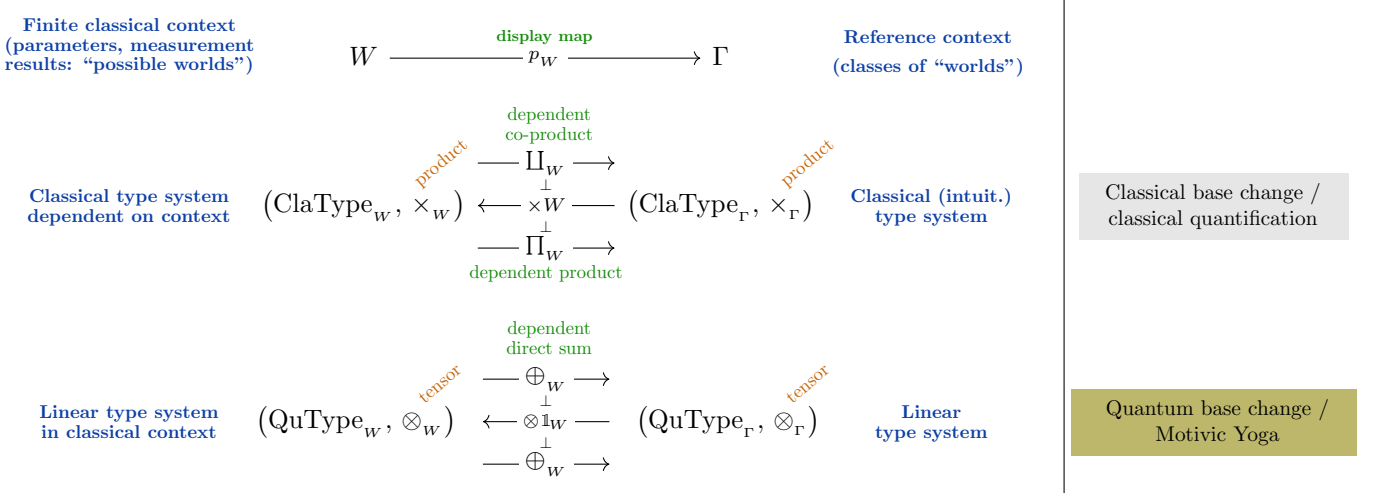 Finite classical context
(parameters, measurement
results: “possible worlds”)
W p_W Γ
display map
Reference context
(classes of “worlds”)
dependent
co-product
product
product
∐_W
⊥
Classical type system
dependent on context
(ClaType_W, ×_W) ×W (ClaType_Γ, ×_Γ)
Classical (intuit.)
type system
⊥
∏_W
dependent product
Classical base change /
classical quantification
dependent
direct sum
tensor
tensor
⊕_W
⊥
Linear type system
in classical context
(QuType_W, ⊗_W) ⊗𝟙_W (QuType_Γ, ⊗_Γ)
Linear
type system
⊥
⊕_W
Quantum base change /
Motivic Yoga